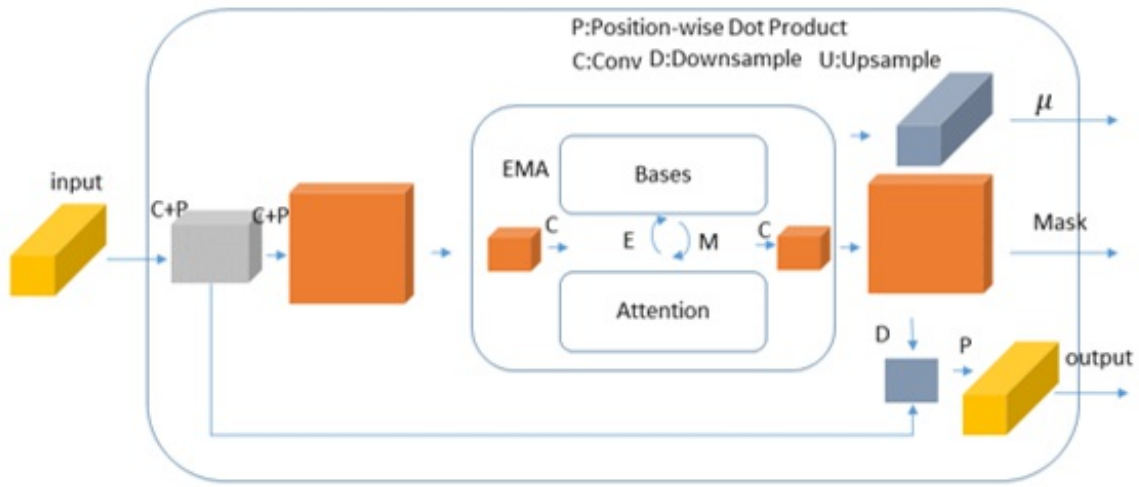 P:Position-wise Dot Product
C:Conv D:Downsample U:Upsample
μ
input
C+P
C+P
EMA
Bases
C
E
M
C
Attention
Mask
D
P
output